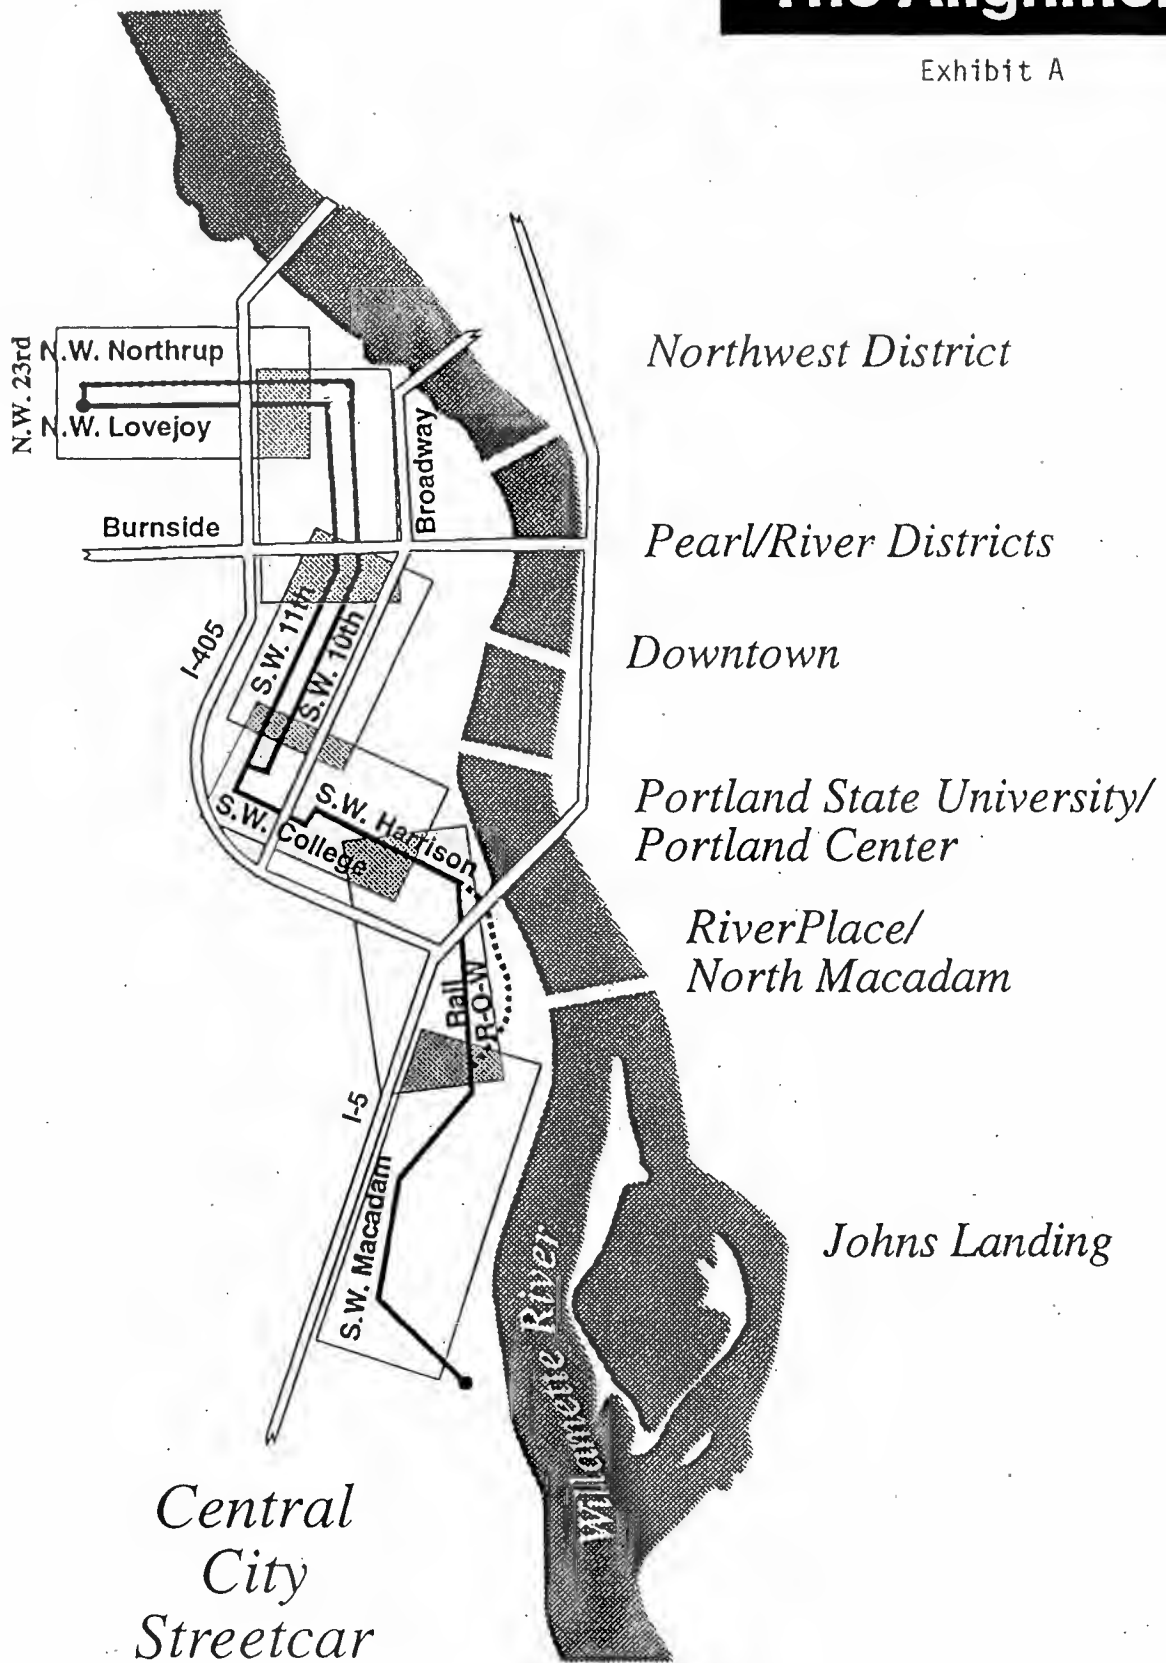 The Alignme
Exhibit A
N.W. 23rd
N.W. Northrup
N.W. Lovejoy
Northwest District
Broadway
Burnside
Pearl/River Districts
I-405
S.W. 11th
S.W. 10th
Downtown
S.W. Harrison
S.W. College
Portland State University/
Portland Center
RiverPlace/
North Macadam
Rail
R-O-W
I-5
S.W. Macadam
Johns Landing
Willamette River
Central
City
Streetcar